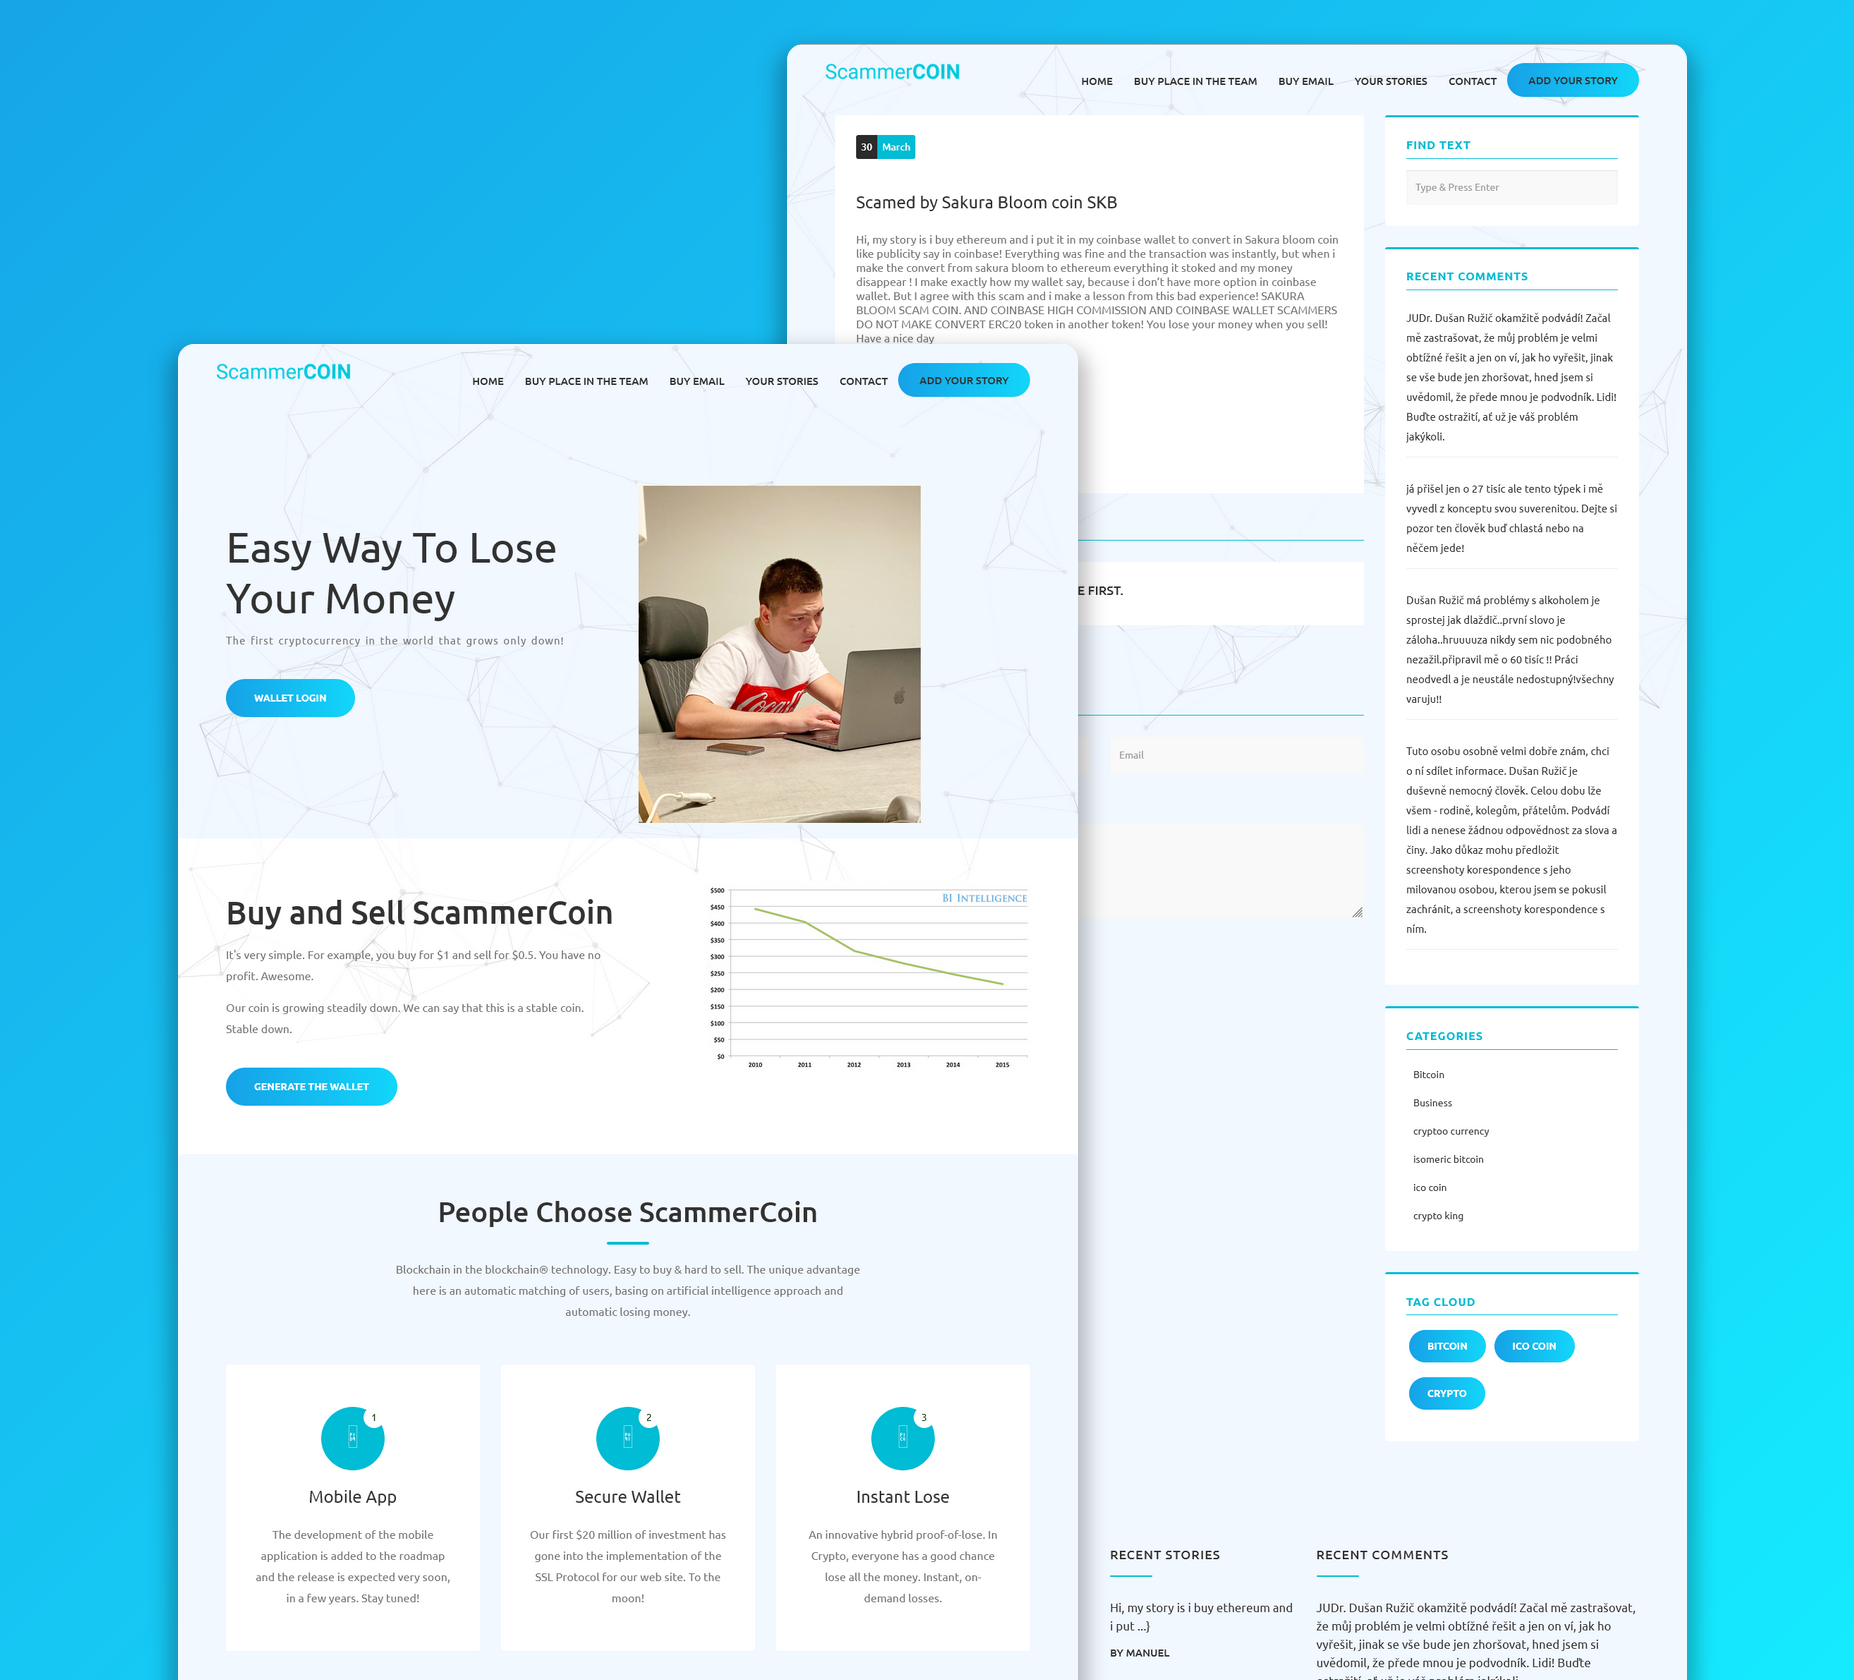 ScammerCOIN
HOME
BUY PLACE IN THE TEAM
BUY EMAIL
YOUR STORIES
CONTACT
ADD YOUR STORY
30 March
Scamed by Sakura Bloom coin SKB
Hi, my story is i buy ethereum and i put it in my coinbase wallet to convert in Sakura bloom coin
like publicity say in coinbase! Everything was fine and the transaction was instantly, but when i
make the convert from sakura bloom to ethereum everything it stoked and my money
disappear ! I make exactly how my wallet say, because i don't have more option in coinbase
wallet. But I agree with this scam and i make a lesson from this bad experience! SAKURA
BLOOM SCAM COIN. AND COINBASE HIGH COMMISSION AND COINBASE WALLET SCAMMERS
DO NOT MAKE CONVERT ERC20 token in another token! You lose your money when you sell!
Have a nice day
E FIRST.
Email
FIND TEXT
Type & Press Enter
RECENT COMMENTS
JUDr. Dušan Ružič okamžitě podvádí! Začal
mě zastrašovat, že můj problém je velmi
obtížné řešit a jen on ví, jak ho vyřešit, jinak
se vše bude jen zhoršovat, hned jsem si
uvědomil, že přede mnou je podvodník. Lidi!
Buďte ostražití, ať už je váš problém
jakýkoli.
já přišel jen o 27 tisíc ale tento týpek i mě
vyvedl z konceptu svou suverenitou. Dejte si
pozor ten člověk buď chlastá nebo na
něčem jede!
Dušan Ružič má problémy s alkoholem je
sprostej jak dlaždič..první slovo je
záloha..hruuuuza nikdy sem nic podobného
nezažil.připravil mě o 60 tisíc !! Práci
neodvedl a je neustále nedostupný!všechny
varuju!!
Tuto osobu osobně velmi dobře znám, chci
o ní sdílet informace. Dušan Ružič je
duševně nemocný člověk. Celou dobu lže
všem - rodině, kolegům, přátelům. Podvádí
lidi a nenese žádnou odpovědnost za slova a
činy. Jako důkaz mohu předložit
screenshoty korespondence s jeho
milovanou osobou, kterou jsem se pokusil
zachránit, a screenshoty korespondence s
ním.
CATEGORIES
Bitcoin
Business
cryptoo currency
isomeric bitcoin
ico coin
crypto king
TAG CLOUD
BITCOIN
ICO COIN
CRYPTO
RECENT STORIES
Hi, my story is i buy ethereum and
i put ...}
BY MANUEL
RECENT COMMENTS
JUDr. Dušan Ružič okamžitě podvádí! Začal mě zastrašovat,
že můj problém je velmi obtížné řešit a jen on ví, jak ho
vyřešit, jinak se vše bude jen zhoršovat, hned jsem si
uvědomil, že přede mnou je podvodník. Lidi! Buďte
ScammerCOIN
HOME
BUY PLACE IN THE TEAM
BUY EMAIL
YOUR STORIES
CONTACT
ADD YOUR STORY
Easy Way To Lose
Your Money
The first cryptocurrency in the world that grows only down!
WALLET LOGIN
Coca
Buy and Sell ScammerCoin
It's very simple. For example, you buy for $1 and sell for $0.5. You have no
profit. Awesome.
Our coin is growing steadily down. We can say that this is a stable coin.
Stable down.
GENERATE THE WALLET
BI INTELLIGENCE
$500
$450
$400
$350
$300
$250
$200
$150
$100
$50
$0
2010 2011 2012 2013 2014 2015
People Choose ScammerCoin
Blockchain in the blockchain® technology. Easy to buy & hard to sell. The unique advantage
here is an automatic matching of users, basing on artificial intelligence approach and
automatic losing money.
1
Mobile App
The development of the mobile
application is added to the roadmap
and the release is expected very soon,
in a few years. Stay tuned!
2
Secure Wallet
Our first $20 million of investment has
gone into the implementation of the
SSL Protocol for our web site. To the
moon!
3
Instant Lose
An innovative hybrid proof-of-lose. In
Crypto, everyone has a good chance
lose all the money. Instant, on-
demand losses.